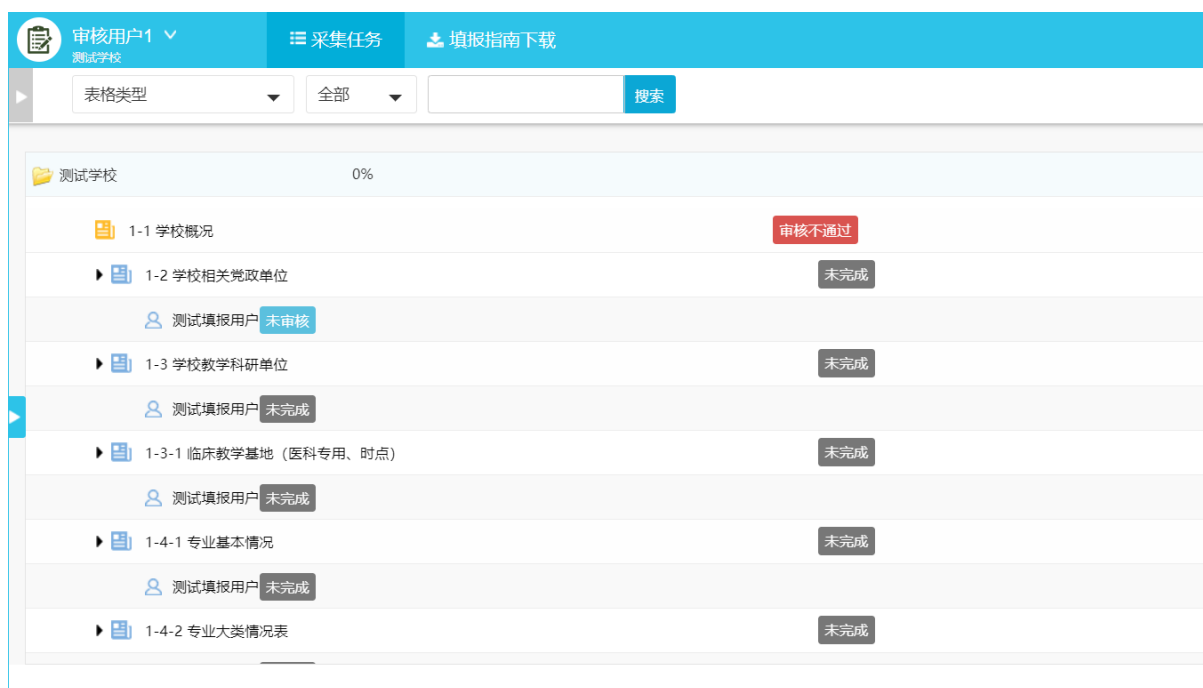 审核用户1
测试学校
采集任务
填报指南下载
表格类型
全部
搜索
测试学校 0%
1-1 学校概况 审核不通过
1-2 学校相关党政单位 未完成
测试填报用户 未审核
1-3 学校教学科研单位 未完成
测试填报用户 未完成
1-3-1 临床教学基地（医科专用、时点） 未完成
测试填报用户 未完成
1-4-1 专业基本情况 未完成
测试填报用户 未完成
1-4-2 专业大类情况表 未完成